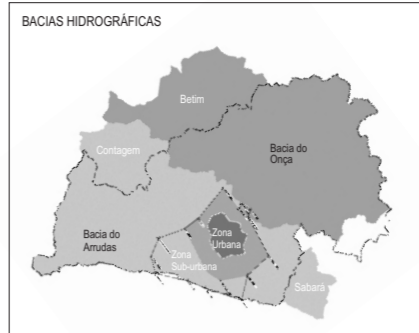 BACIAS HIDROGRÁFICAS
Betim
Contagem
Bacia do
Onça
Zona
Urbana
Bacia do
Arrudas
Zona
Sub-urbana
Sabará